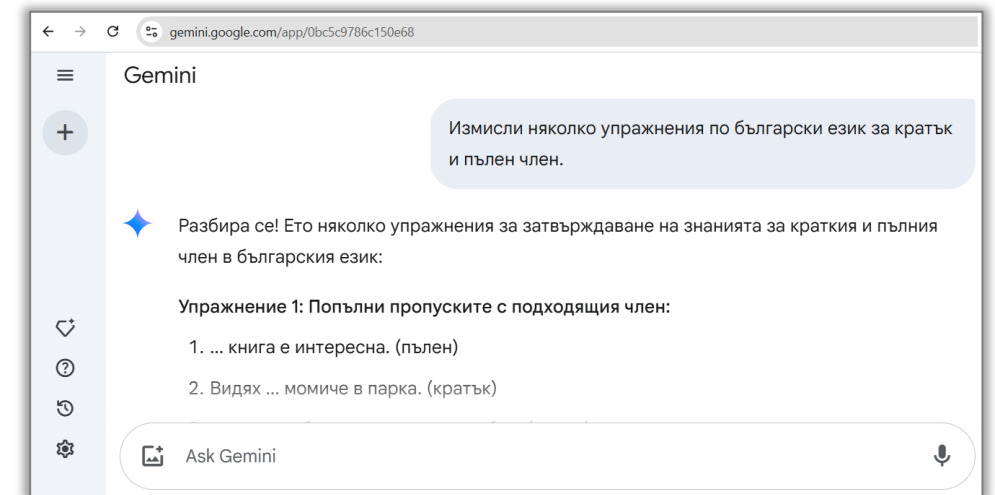 gemini.google.com/app/0bc5c9786c150e68
Gemini
Измисли няколко упражнения по български език за кратък
и пълен член.
Разбира се! Ето няколко упражнения за затвърждаване на знанията за краткия и пълния
член в българския език:
Упражнение 1: Попълни пропуските с подходящия член:
1. ... книга е интересна. (пълен)
2. Видях ... момиче в парка. (кратък)
Ask Gemini